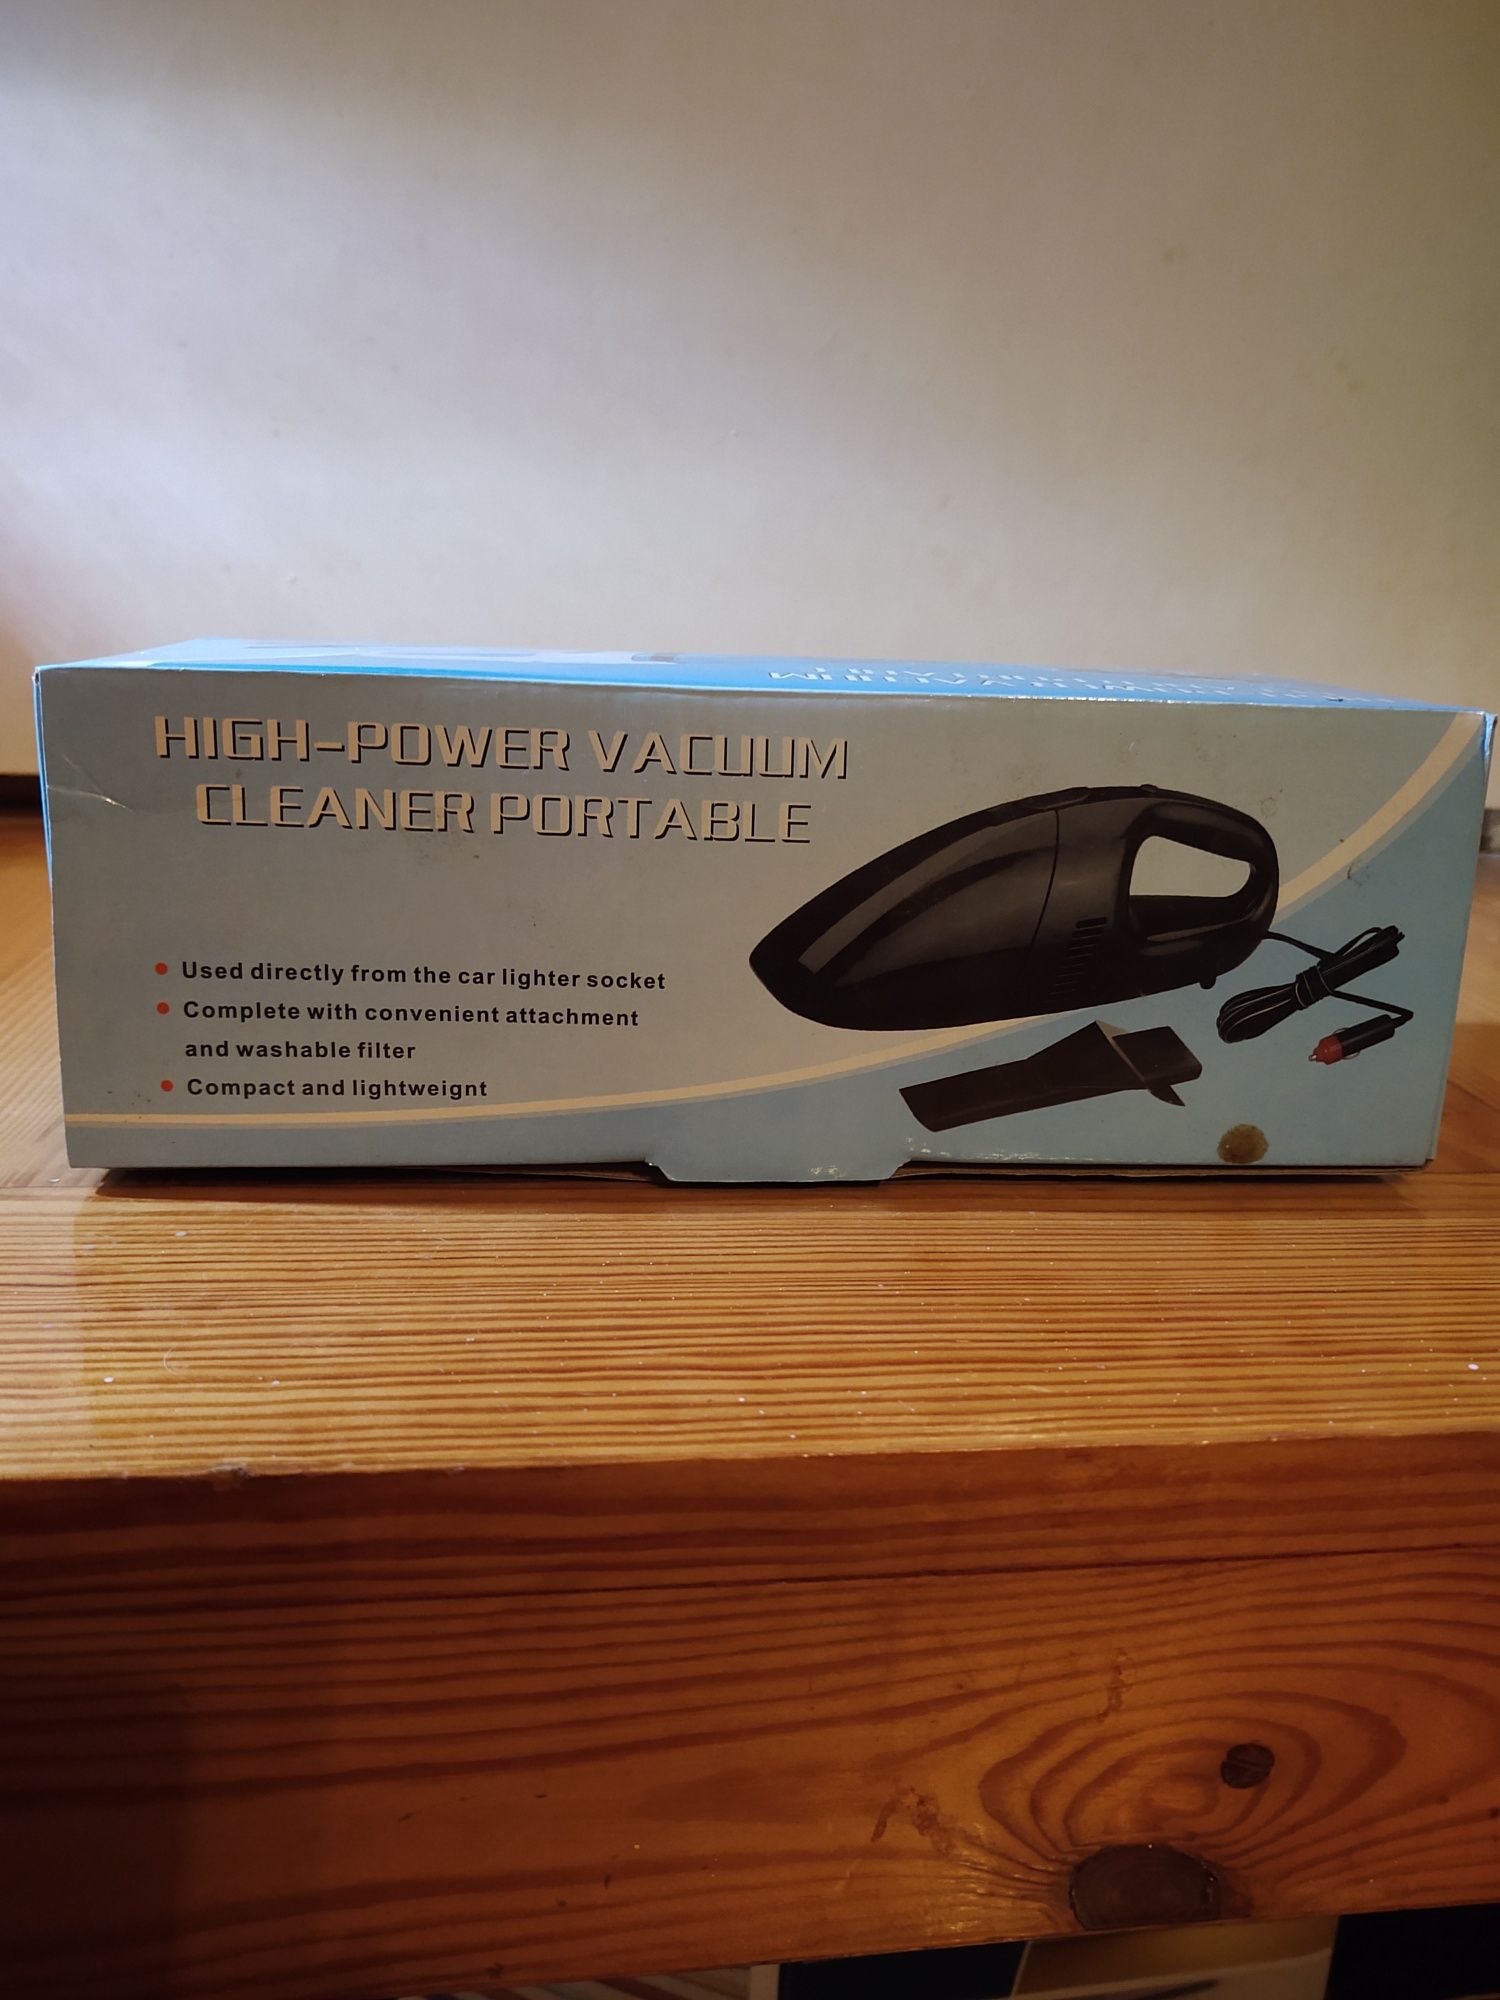 HIGH-POWER VACUUM
CLEANER PORTABLE
Used directly from the car lighter socket
Complete with convenient attachment
and washable filter
Compact and lightweignt